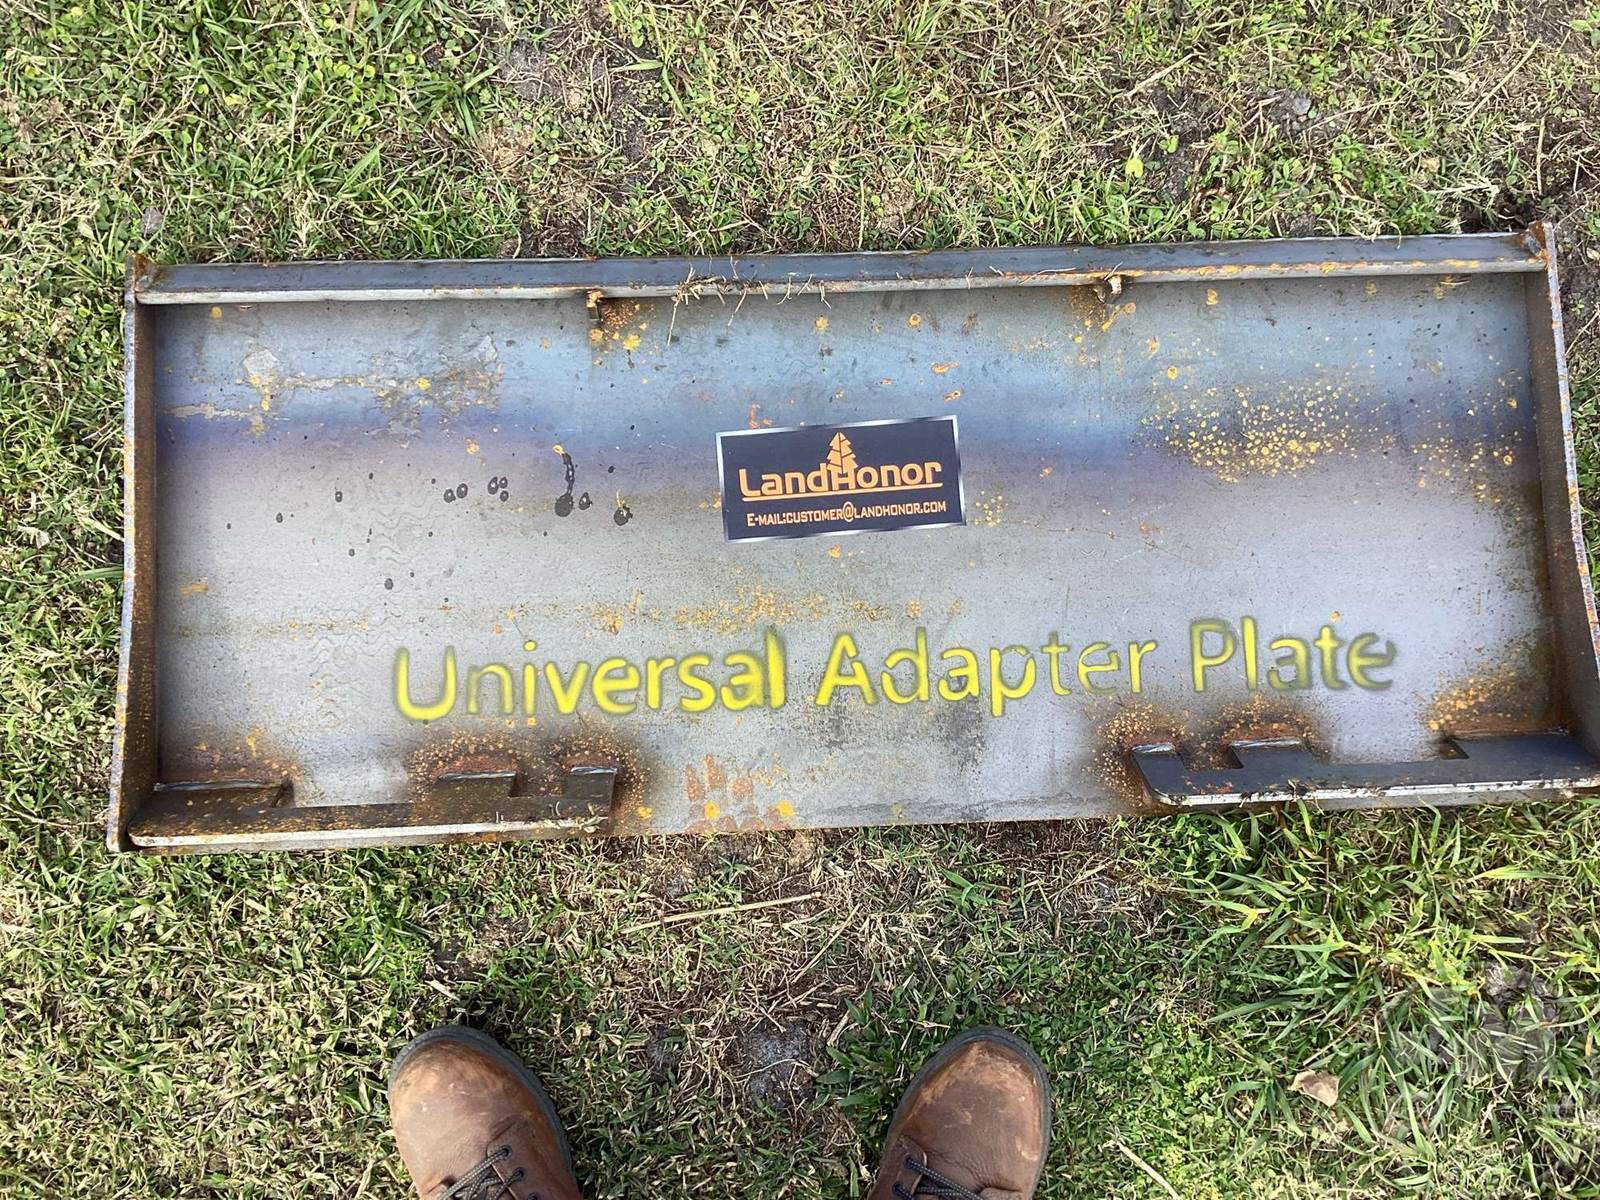 LandHonor
E-mail:customer@landhonor.com
Universal Adapter Plate